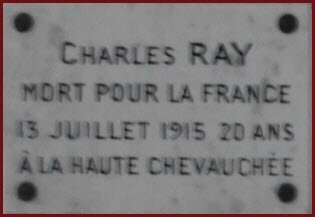 CHARLES RAY
MORT POUR LA FRANCE
13 JUILLET 1915 20 ANS
À LA HAUTE CHEVAUCHÉE